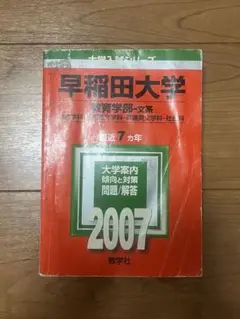 大学入試シリーズ
早稲田大学
教育学部-文系
最近7カ年
大学案内
傾向と対策
問題/解答
2007
教学社